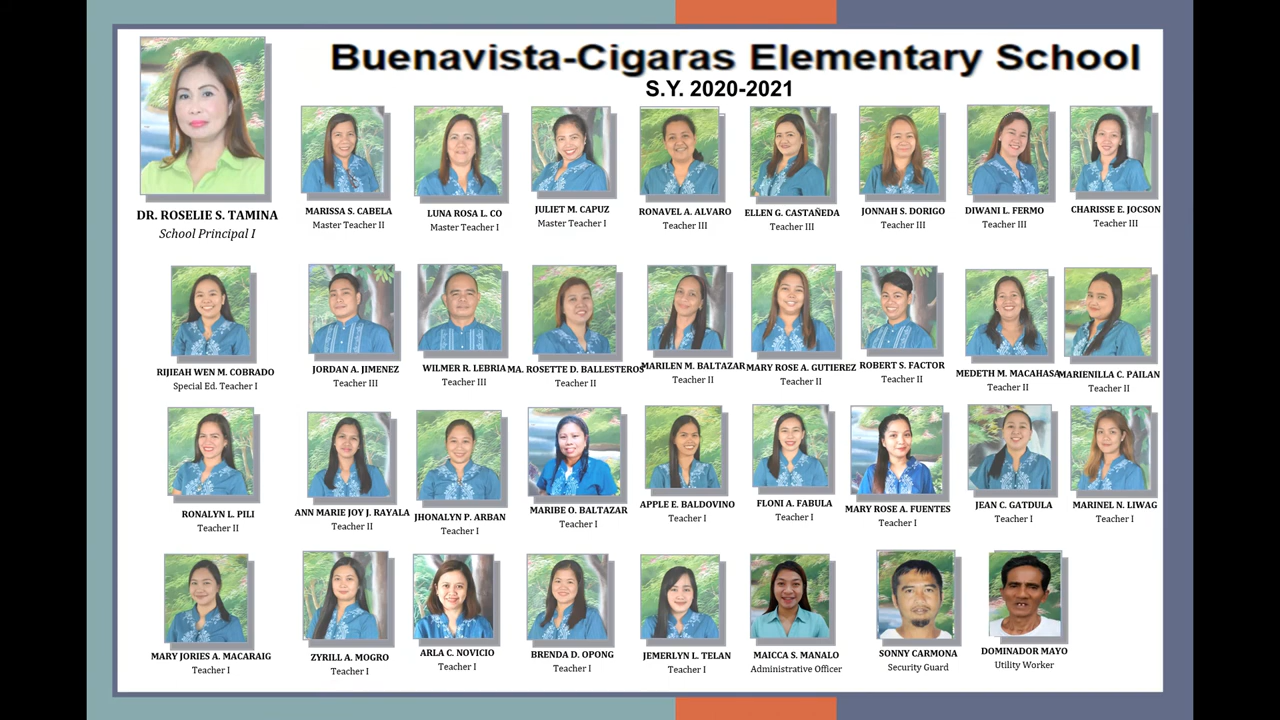 Buenavista-Cigaras Elementary School
S.Y. 2020-2021
DR. ROSELIE S. TAMINA
School Principal I
MARISSA S. CABELA
Master Teacher II
LUNA ROSA L. CO
Master Teacher I
JULIET M. CAPUZ
Master Teacher I
RONAVEL A. ALVARO
Teacher III
ELLEN G. CASTAÑEDA
Teacher III
JONNAH S. DORIGO
Teacher III
DIWANI L. FERMO
Teacher III
CHARISSE E. JOCSON
Teacher III
RIJIEAH WEN M. COBRADO
Special Ed. Teacher I
JORDAN A. JIMENEZ
Teacher III
WILMER R. LEBRIA
Teacher III
MA. ROSETTE D. BALLESTEROS
Teacher II
MARILEN M. BALTAZAR
Teacher II
MARY ROSE A. GUTIEREZ
Teacher II
ROBERT S. FACTOR
Teacher II
MEDETH M. MACAHASA
Teacher II
MARIENILLA C. PAILAN
Teacher II
RONALYN L. PILI
Teacher II
ANN MARIE JOY J. RAYALA
Teacher II
JHONALYN P. ARBAN
Teacher I
MARIBE O. BALTAZAR
Teacher I
APPLE E. BALDOVINO
Teacher I
FLONI A. FABULA
Teacher I
MARY ROSE A. FUENTES
Teacher I
JEAN C. GATDULA
Teacher I
MARINEL N. LIWAG
Teacher I
MARY JORIES A. MACARAIG
Teacher I
ZYRILL A. MOGRO
Teacher I
ARLA C. NOVICIO
Teacher I
BRENDA D. OPONG
Teacher I
JEMERLYN L. TELAN
Teacher I
MAICCA S. MANALO
Administrative Officer
SONNY CARMONA
Security Guard
DOMINADOR MAYO
Utility Worker